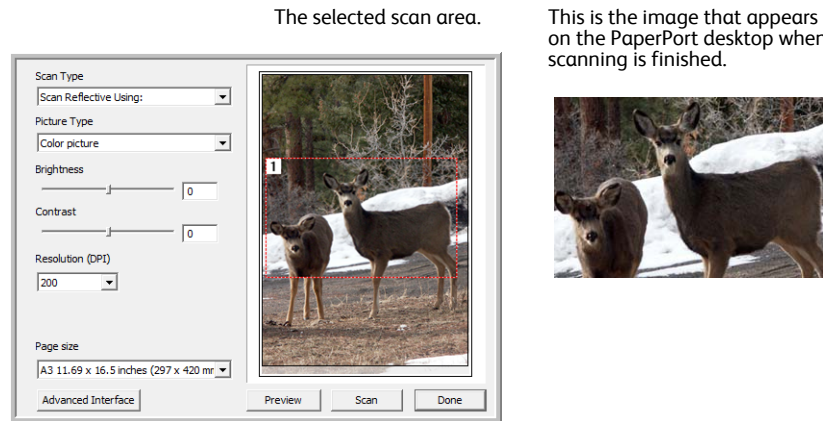 The selected scan area.
This is the image that appears
on the PaperPort desktop when
scanning is finished.
Scan Type
Scan Reflective Using:
Picture Type
Color picture
Brightness
0
Contrast
0
Resolution (DPI)
200
Page size
A3 11.69 x 16.5 inches (297 x 420 mr
Advanced Interface
1
Preview Scan Done